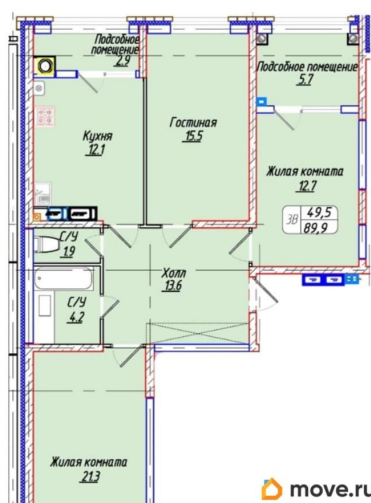 Подсобное
помещение
2.9
Кухня
12.1
Гостиная
15.5
Подсобное помещение
5.7
Жилая комната
12.7
3В
49,5
89,9
С/У
1.9
С/У
4.2
Холл
13.6
Жилая комната
21.3
move.ru